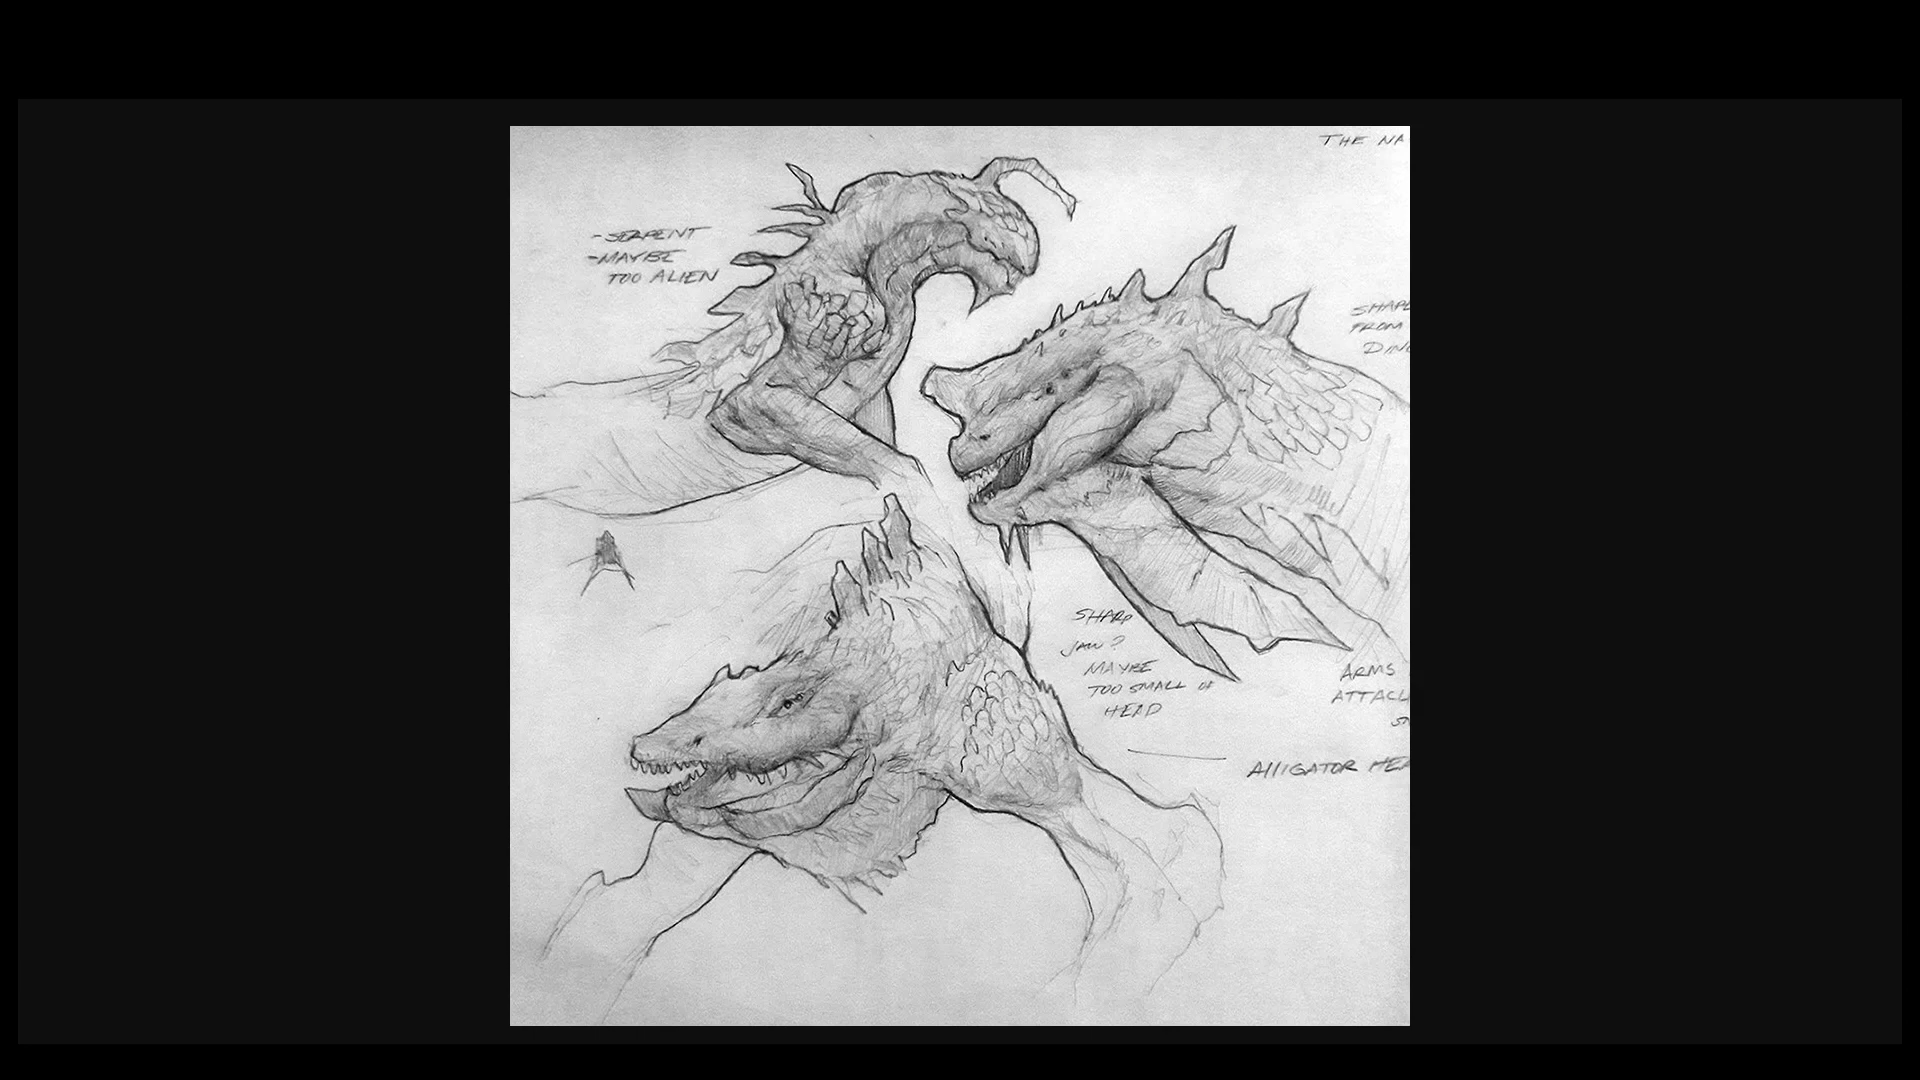 THE NA
- SERPENT
- MAYBE
TOO ALIEN
SHAPE
FROM
DINO
SHARP
JAW?
MAYBE
TOO SMALL OF
HEAD
ARMS
ATTACH
ALLIGATOR HEA